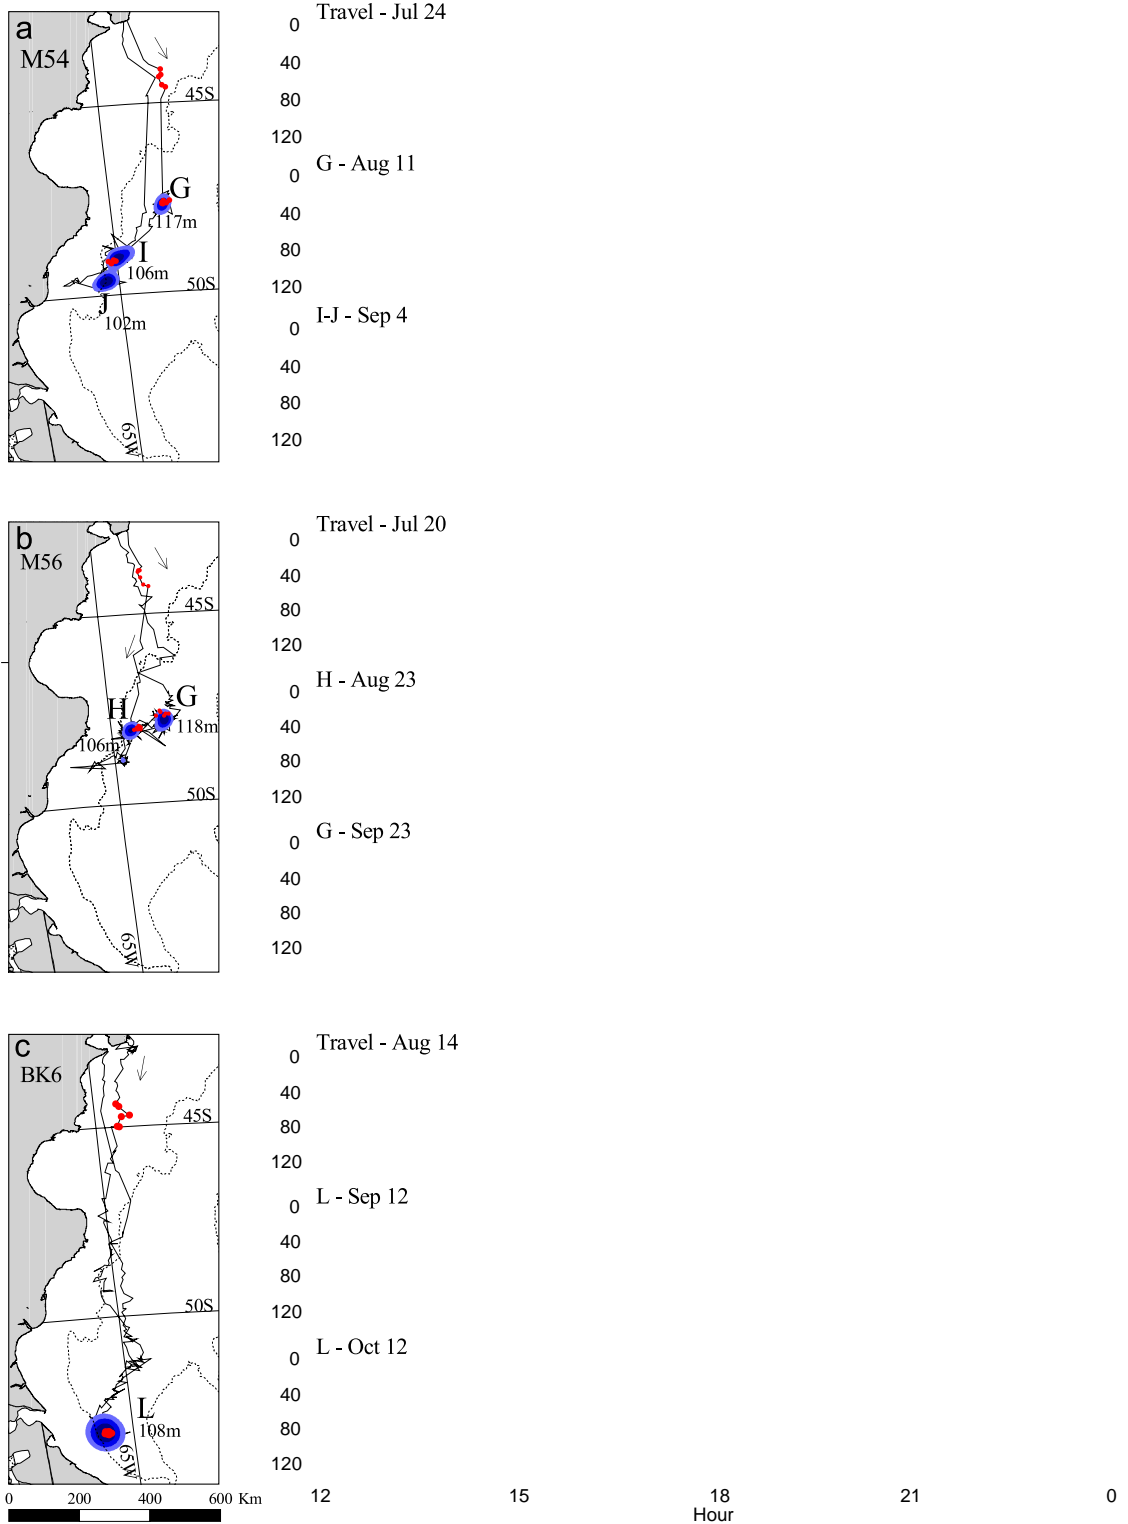 a
M54
45S
G
117m
I
106m
50S
J
102m
65W
Travel - Jul 24
0
40
80
120
G - Aug 11
0
40
80
120
I-J - Sep 4
0
40
80
120
b
M56
45S
G
H
118m
106m
50S
65W
Travel - Jul 20
0
40
80
120
H - Aug 23
0
40
80
120
G - Sep 23
0
40
80
120
c
BK6
45S
50S
L
108m
65W
Travel - Aug 14
0
40
80
120
L - Sep 12
0
40
80
120
L - Oct 12
0
40
80
120
0 200 400 600 Km
12 15 18 21 0
Hour